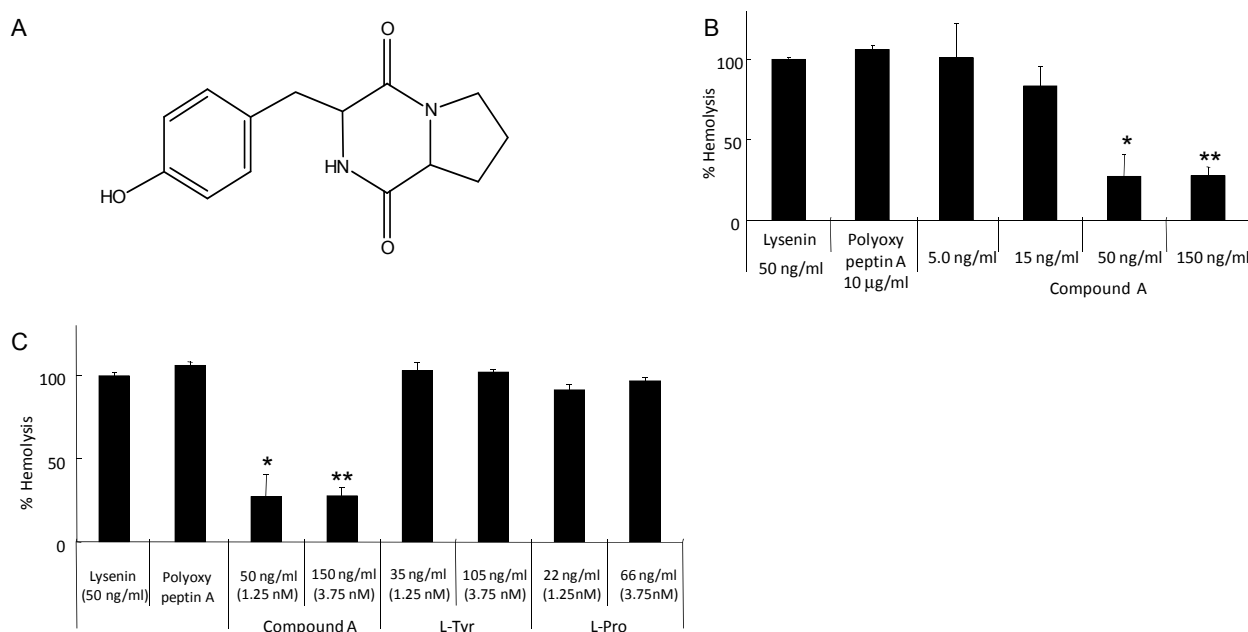 A
O
N
HN
HO
O
B
% Hemolysis
100
50
0
Lysenin
50 ng/ml
Polyoxy
peptin A
10 µg/ml
5.0 ng/ml
15 ng/ml
50 ng/ml
150 ng/ml
Compound A
*
**
C
% Hemolysis
100
50
0
*
**
Lysenin
(50 ng/ml)
Polyoxy
peptin A
50 ng/ml
(1.25 nM)
150 ng/ml
(3.75 nM)
35 ng/ml
(1.25 nM)
105 ng/ml
(3.75 nM)
22 ng/ml
(1.25nM)
66 ng/ml
(3.75nM)
Compound A
L-Tyr
L-Pro